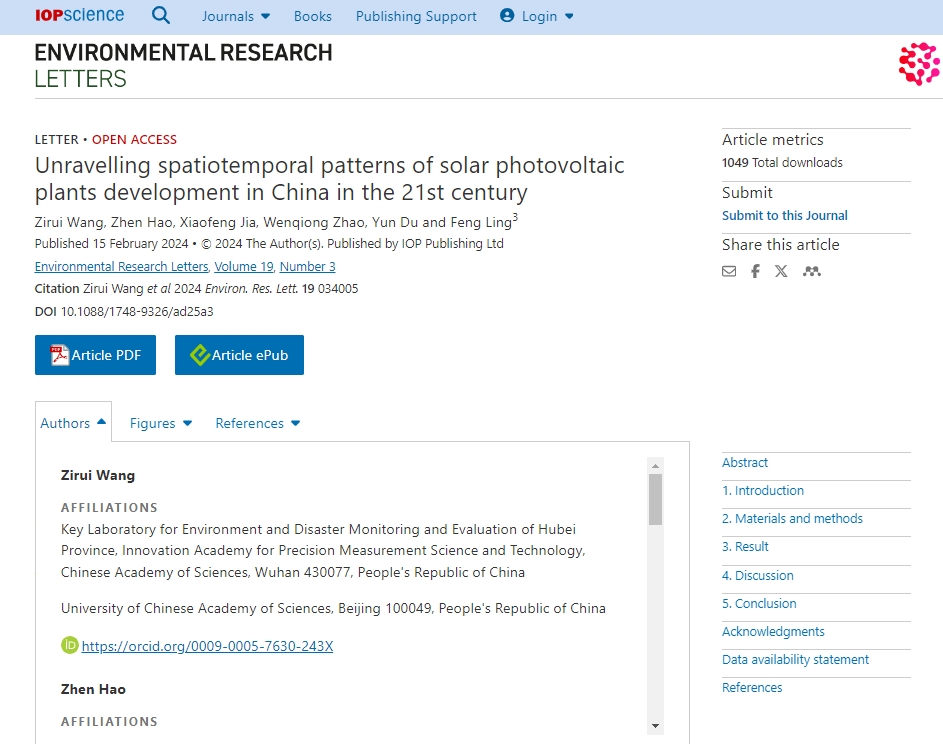 IOPscience Journals Books Publishing Support Login
ENVIRONMENTAL RESEARCH
LETTERS
LETTER • OPEN ACCESS
Unravelling spatiotemporal patterns of solar photovoltaic
plants development in China in the 21st century
Zirui Wang, Zhen Hao, Xiaofeng Jia, Wenqiong Zhao, Yun Du and Feng Ling3
Published 15 February 2024 • © 2024 The Author(s). Published by IOP Publishing Ltd
Environmental Research Letters, Volume 19, Number 3
Citation Zirui Wang et al 2024 Environ. Res. Lett. 19 034005
DOI 10.1088/1748-9326/ad25a3
Article PDF
Article ePub
Article metrics
1049 Total downloads
Submit
Submit to this Journal
Share this article
Authors Figures References
Zirui Wang
AFFILIATIONS
Key Laboratory for Environment and Disaster Monitoring and Evaluation of Hubei
Province, Innovation Academy for Precision Measurement Science and Technology,
Chinese Academy of Sciences, Wuhan 430077, People's Republic of China
University of Chinese Academy of Sciences, Beijing 100049, People's Republic of China
iD https://orcid.org/0009-0005-7630-243X
Zhen Hao
AFFILIATIONS
Abstract
1. Introduction
2. Materials and methods
3. Result
4. Discussion
5. Conclusion
Acknowledgments
Data availability statement
References